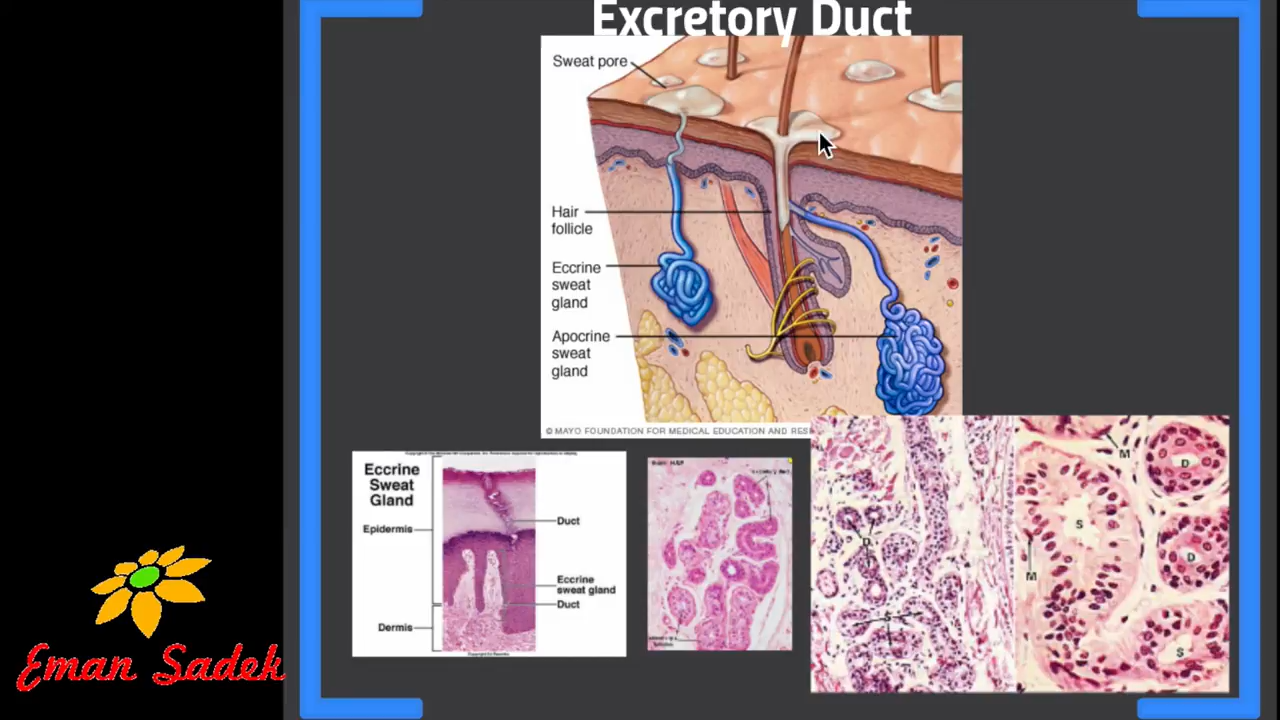 Excretory Duct
Sweat pore
Hair
follicle
Eccrine
sweat
gland
Apocrine
sweat
gland
© MAYO FOUNDATION FOR MEDICAL EDUCATION AND RES
Eccrine
Sweat
Gland
Epidermis
Duct
Eccrine
sweat gland
Duct
Dermis
M
D
S
D
D
M
S
S
Eman Sadek